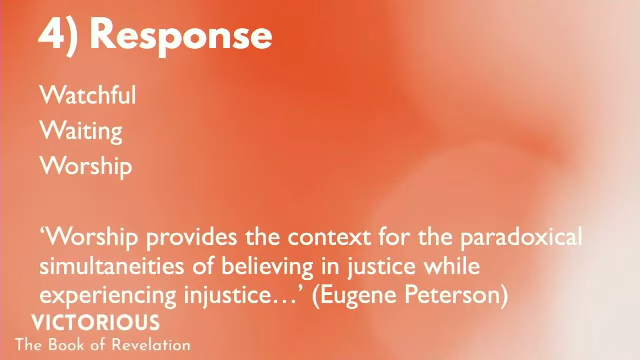 4) Response
Watchful
Waiting
Worship
‘Worship provides the context for the paradoxical
simultaneities of believing in justice while
experiencing injustice…’ (Eugene Peterson)
VICTORIOUS
The Book of Revelation